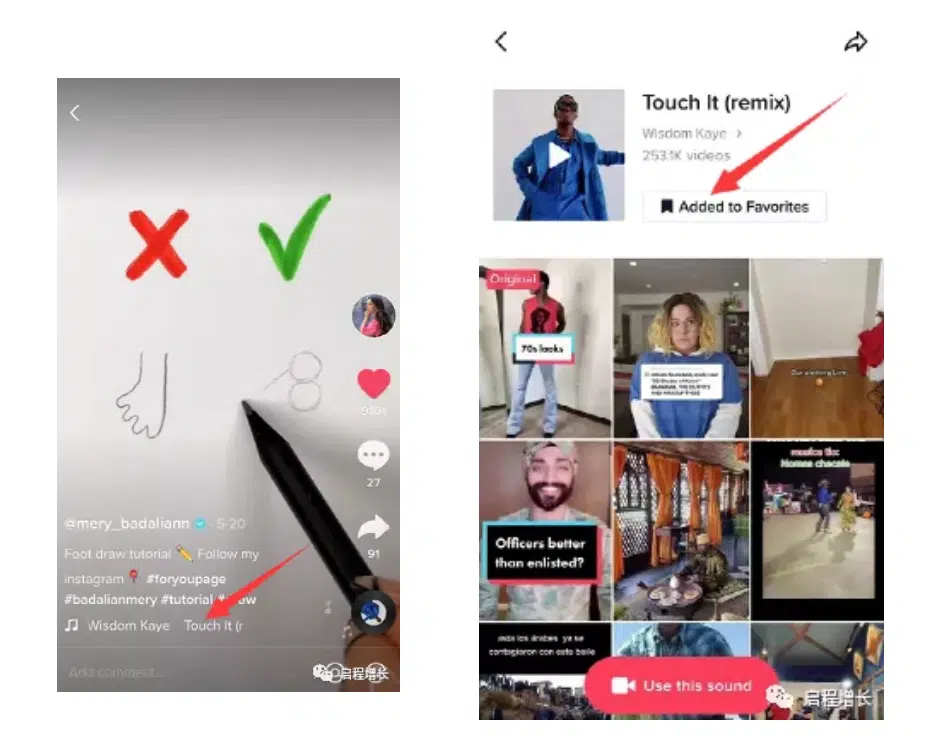 9101
27
@mery_badaliann · 5-20
91
Foot draw tutorial ✏️ Follow my
instagram 📍 #foryoupage
#badalianmery #tutorial
Wisdom Kaye Touch It (r
Add comment...
启程增长
Touch It (remix)
Wisdom Kaye >
253.1K videos
Added to Favorites
Original
70s looks
Officers better
than enlisted?
Use this sound
启程增长